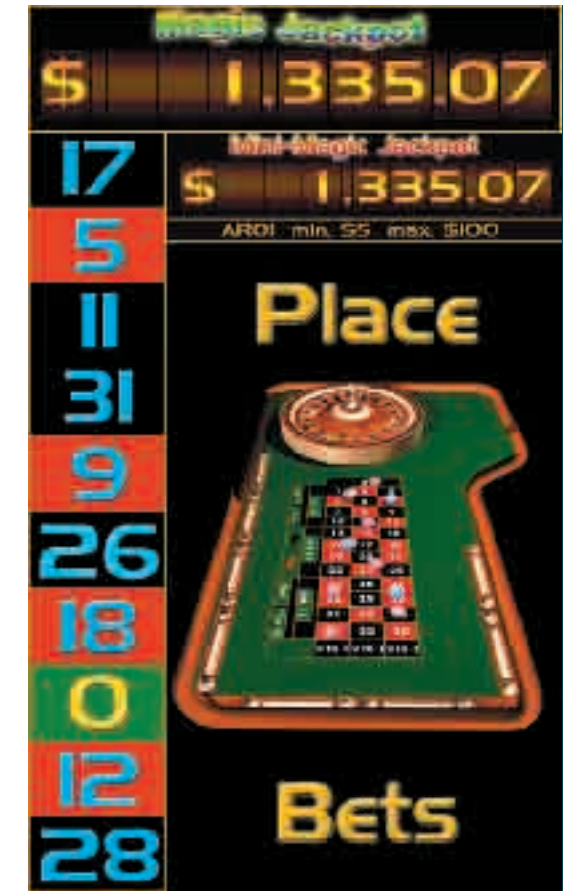 Magic Jackpot
$ 1,335.07
Mini-Magic Jackpot
$ 1,335.07
AR01 min. $5 max. $100
17
5
11
31
9
26
18
0
12
28
Place
Bets